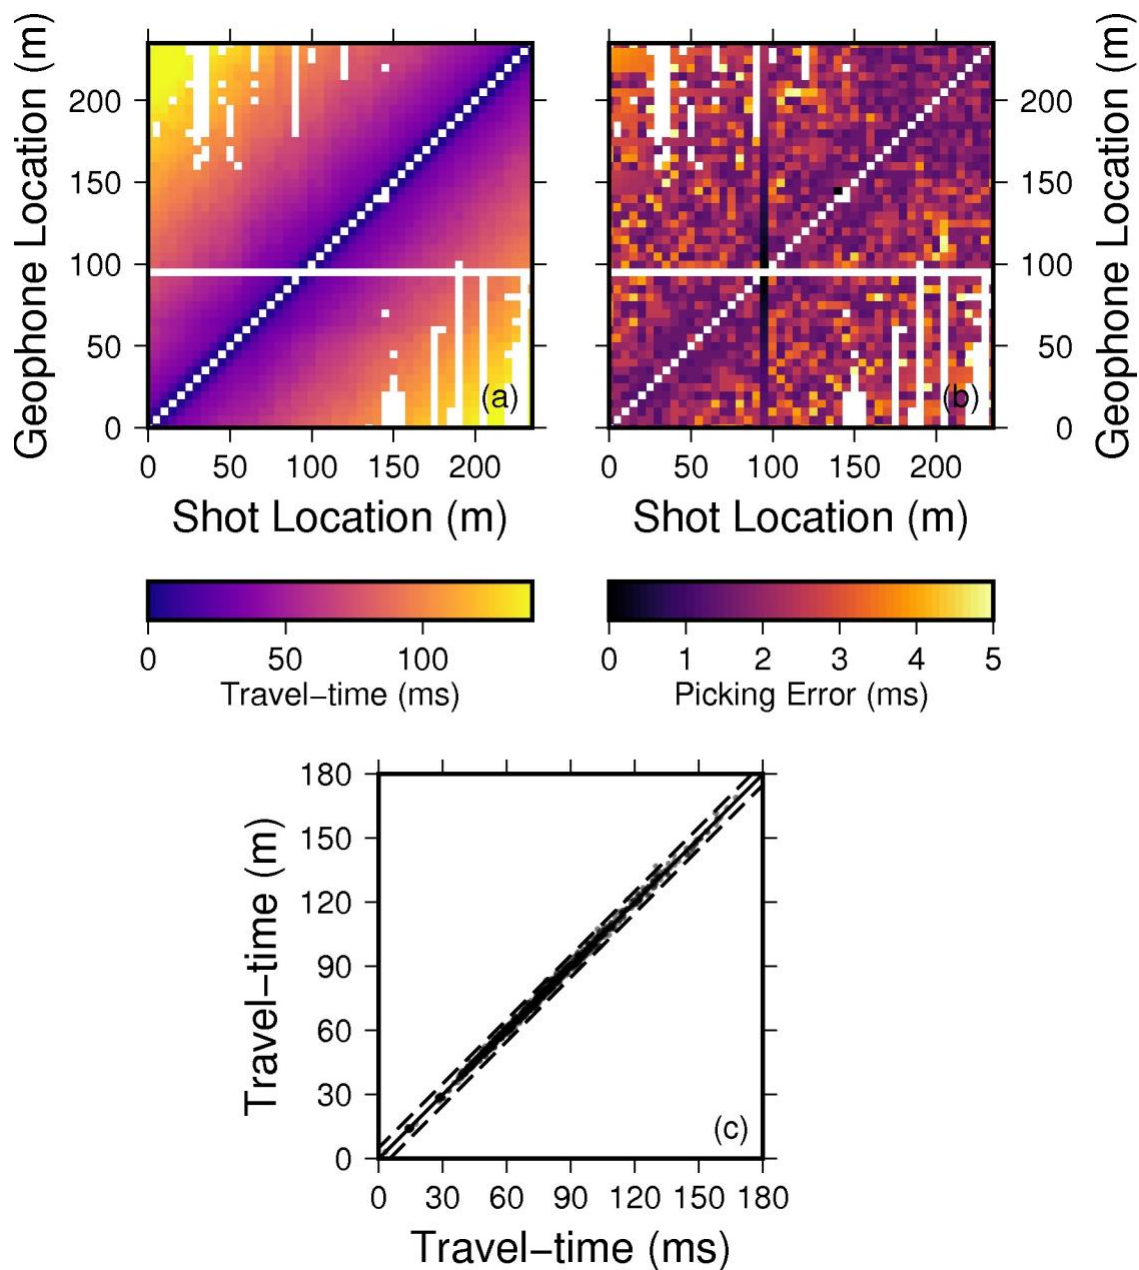 Geophone Location (m)
200
150
100
50
0
(a)
0 50 100 150 200
Shot Location (m)
0 50 100
Travel-time (ms)
(b)
200
150
100
50
0
Geophone Location (m)
0 50 100 150 200
Shot Location (m)
0 1 2 3 4 5
Picking Error (ms)
Travel-time (m)
180
150
120
90
60
30
0
(c)
0 30 60 90 120 150 180
Travel-time (ms)